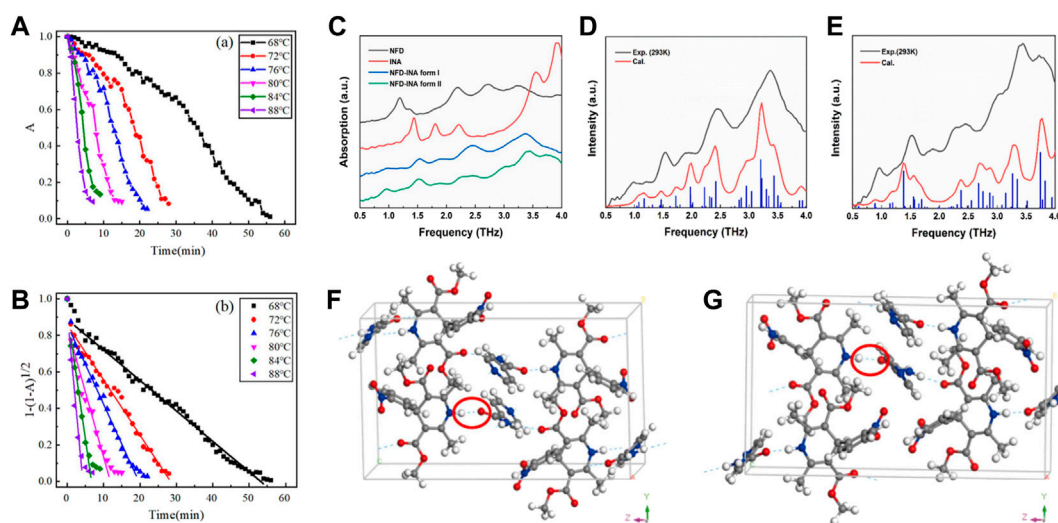 A
(a)
68℃
72℃
76℃
80℃
84℃
88℃
A
1.0
0.8
0.6
0.4
0.2
0.0
0 10 20 30 40 50 60
Time(min)
B
(b)
68℃
72℃
76℃
80℃
84℃
88℃
1-(1-A)1/2
1.0
0.8
0.6
0.4
0.2
0.0
0 10 20 30 40 50 60
Time(min)
C
NFD
INA
NFD-INA form I
NFD-INA form II
Absorption (a.u.)
0.5 1.0 1.5 2.0 2.5 3.0 3.5 4.0
Frequency (THz)
D
Exp.(293K)
Cal.
Intensity (a.u.)
0.5 1.0 1.5 2.0 2.5 3.0 3.5 4.0
Frequency (THz)
E
Exp.(293K)
Cal.
Intensity (a.u.)
0.5 1.0 1.5 2.0 2.5 3.0 3.5 4.0
Frequency (THz)
F
Y
Z
G
Y
Z